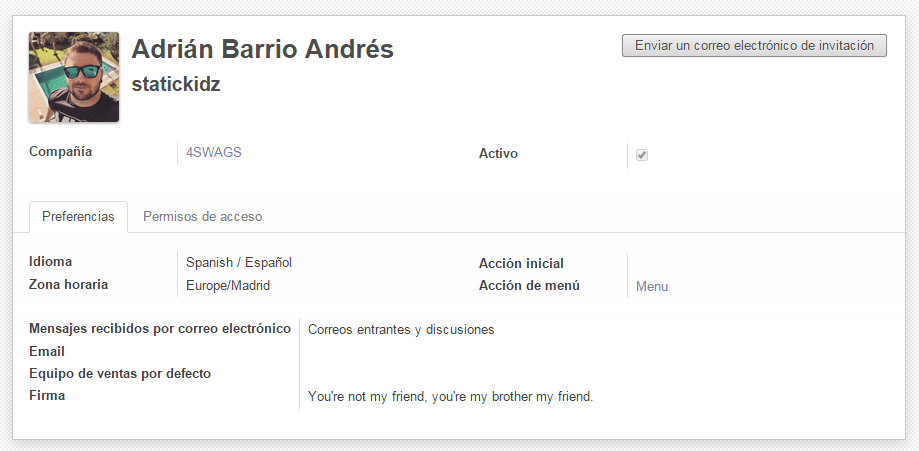 Adrián Barrio Andrés
statickidz
Enviar un correo electrónico de invitación
Compañía 4SWAGS
Activo
Preferencias Permisos de acceso
Idioma Spanish / Español
Zona horaria Europe/Madrid
Acción inicial
Acción de menú Menu
Mensajes recibidos por correo electrónico Correos entrantes y discusiones
Email
Equipo de ventas por defecto
Firma You're not my friend, you're my brother my friend.